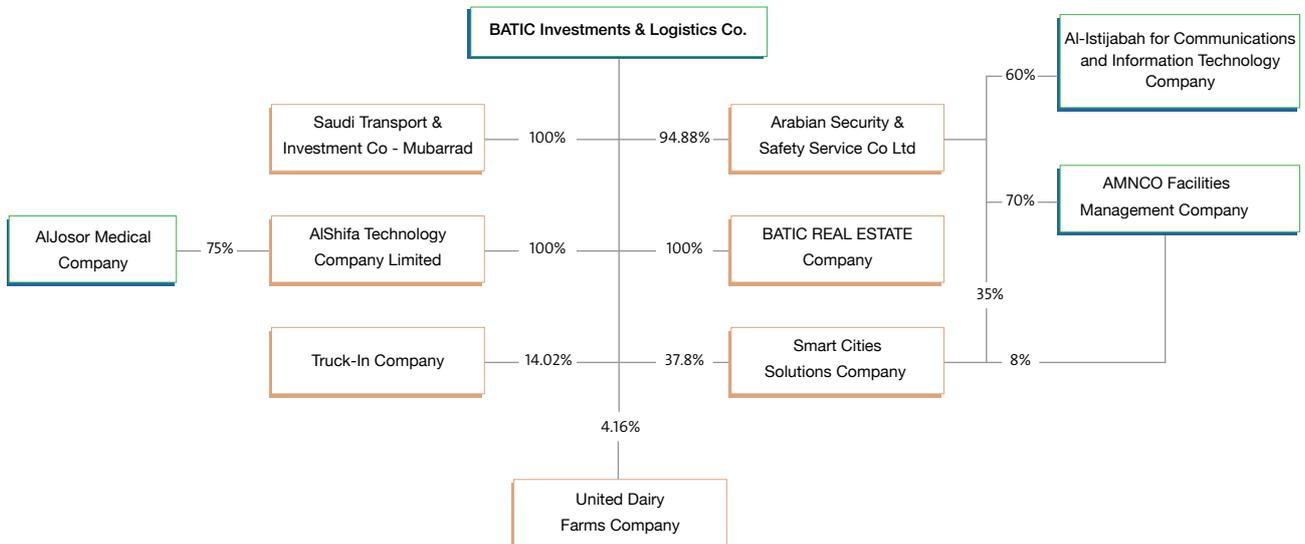 BATIC Investments & Logistics Co.
Al-Istijabah for Communications
and Information Technology
Company
60%
Saudi Transport &
Investment Co - Mubarrad
100%
94.88%
Arabian Security &
Safety Service Co Ltd
AMNCO Facilities
Management Company
70%
AlJosor Medical
Company
75%
AlShifa Technology
Company Limited
100%
100%
BATIC REAL ESTATE
Company
35%
Truck-In Company
14.02%
37.8%
Smart Cities
Solutions Company
8%
4.16%
United Dairy
Farms Company